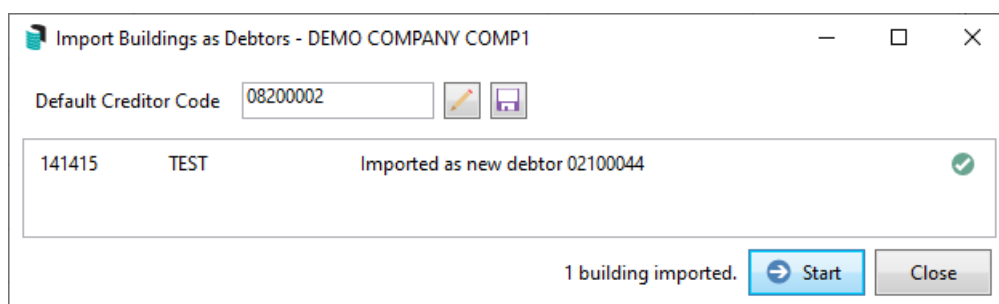 Import Buildings as Debtors - DEMO COMPANY COMP1
Default Creditor Code 08200002
141415 TEST Imported as new debtor 02100044
1 building imported. Start Close